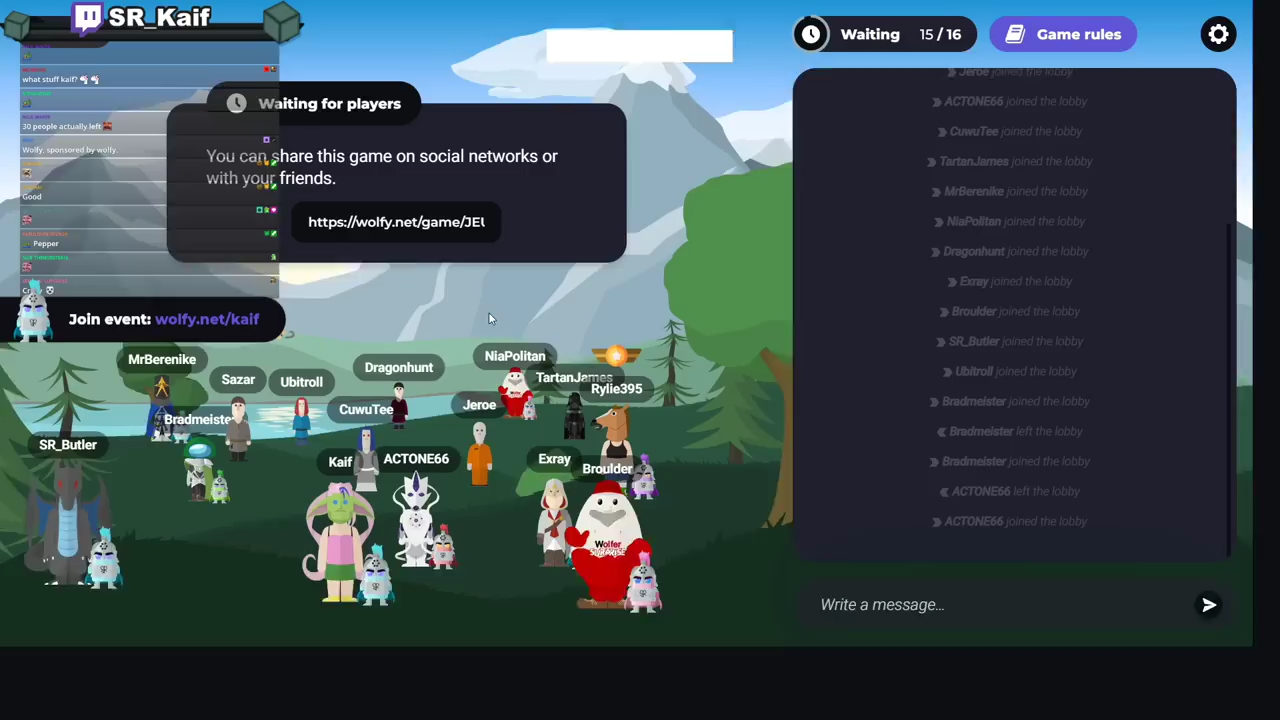 SR_Kaif
Waiting 15 / 16
Game rules
what stuff kaif?
30 people actually left
Wolfy, sponsored by wolfy.
Good
Pepper
Waiting for players
You can share this game on social networks or
with your friends.
https://wolfy.net/game/JEU
Join event: wolfy.net/kaif
MrBerenike
Sazar
Ubitroll
Dragonhunt
NiaPolitan
TartanJames
Rylie395
Bradmeister
CuwuTee
Jeroe
SR_Butler
Kaif
ACTONE66
Exray
Broulder
Wolfer
SURPRISE
Jeroe joined the lobby
ACTONE66 joined the lobby
CuwuTee joined the lobby
TartanJames joined the lobby
MrBerenike joined the lobby
NiaPolitan joined the lobby
Dragonhunt joined the lobby
Exray joined the lobby
Broulder joined the lobby
SR_Butler joined the lobby
Ubitroll joined the lobby
Bradmeister joined the lobby
Bradmeister left the lobby
Bradmeister joined the lobby
ACTONE66 left the lobby
ACTONE66 joined the lobby
Write a message...